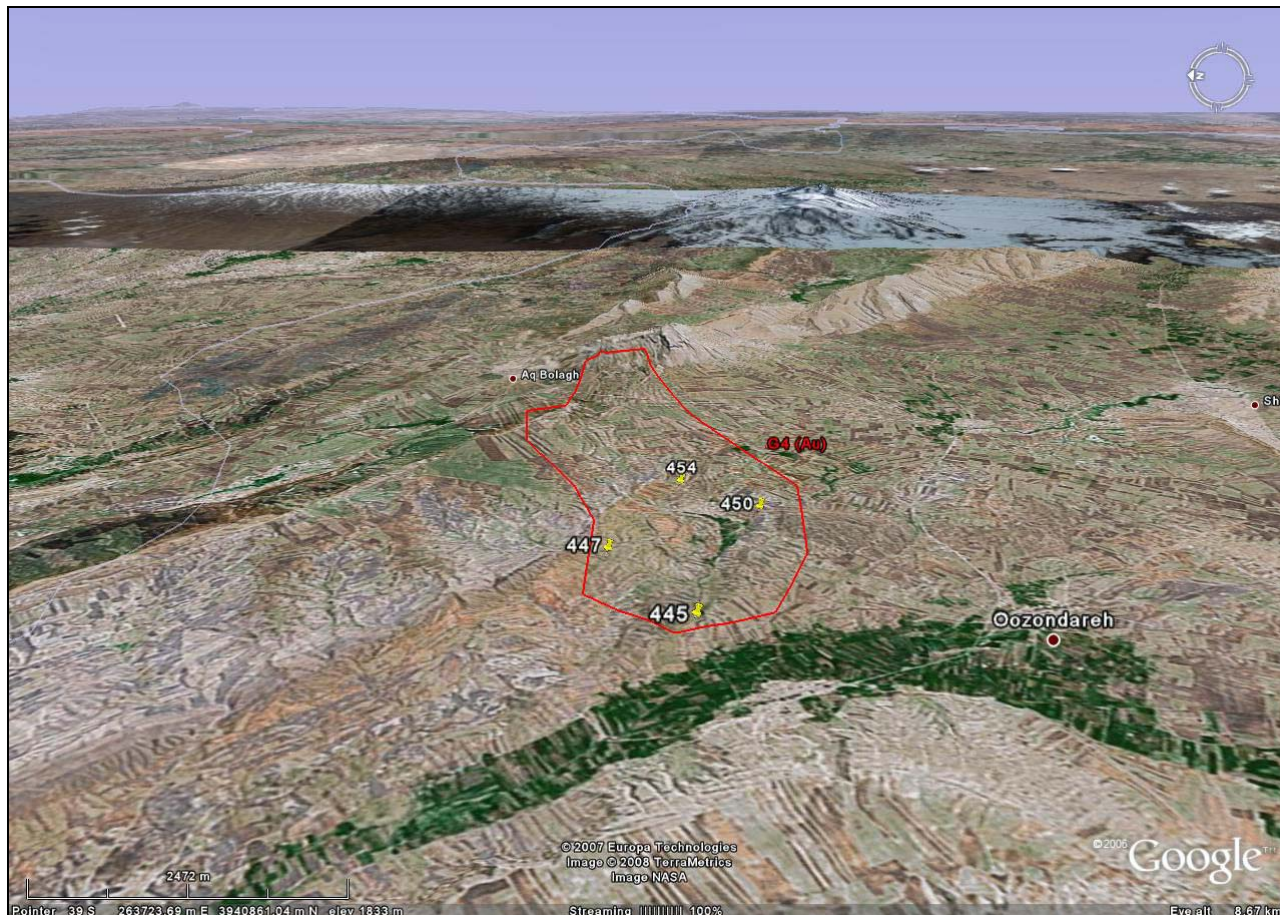 Z
Aq Bolagh
Sh
G4 (Au)
454
450
447
445
Oozondareh
© 2007 Europa Technologies
Image © 2008 TerraMetrics
Image NASA
© 2006 Google™
2472 m
Pointer 39 S 263723.69 m E 3940861.04 m N elev 1833 m Streaming ||||||||| 100% Eye alt 8.67 km